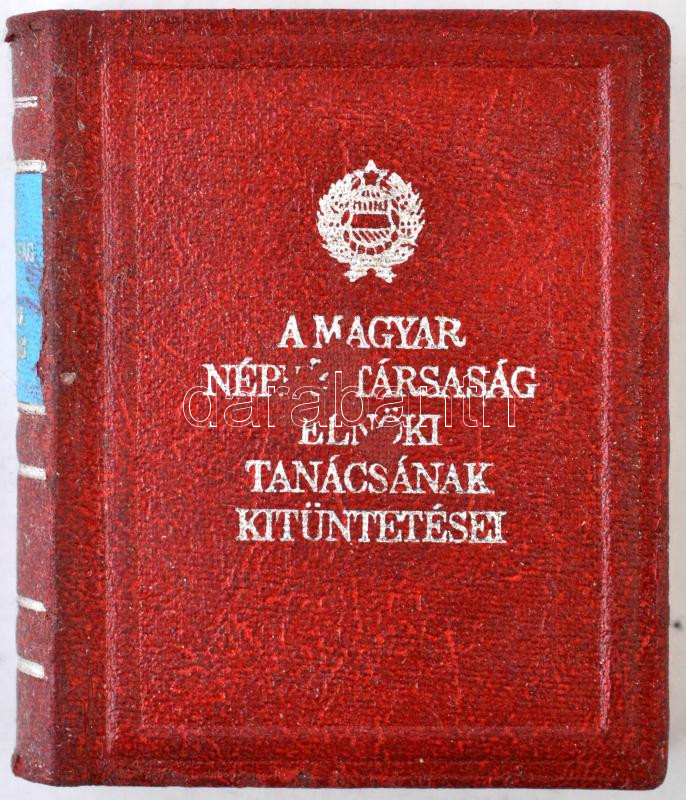 A MAGYAR
NÉPKÖZTÁRSASÁG
ELNÖKI
TANÁCSÁNAK
KITÜNTETÉSEI
darabanth